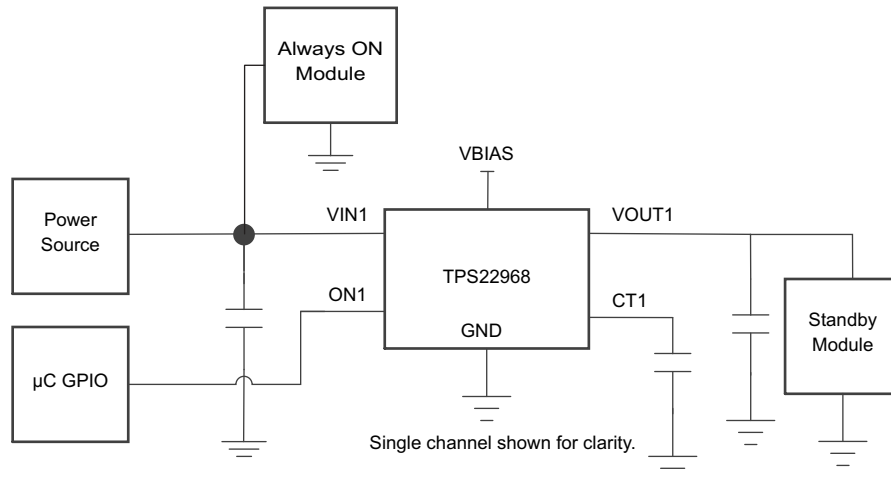 Always ON
Module
VBIAS
Power
Source
VIN1
VOUT1
TPS22968
ON1
CT1
GND
Standby
Module
µC GPIO
Single channel shown for clarity.